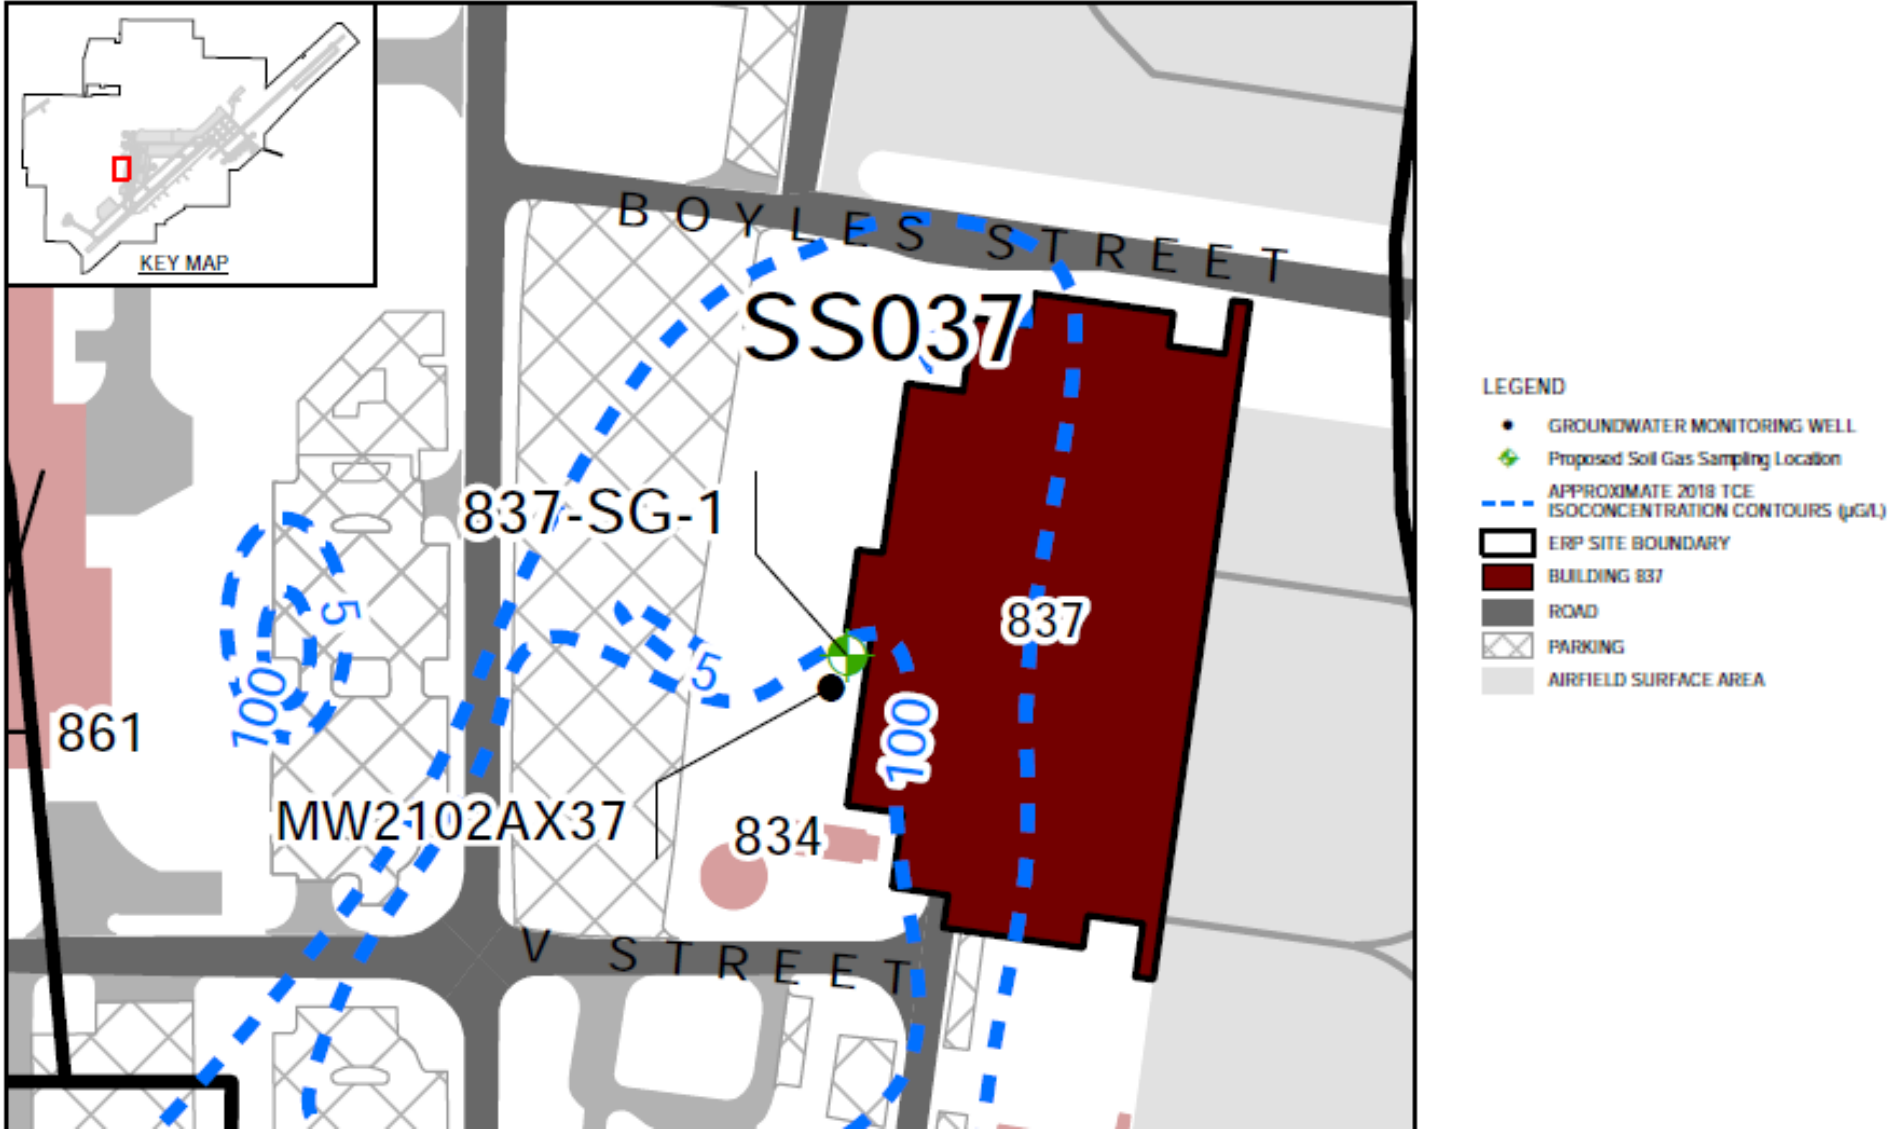 KEY MAP
BOYLES STREET
SS037
837-SG-1
5
837
5
100
100
861
MW2102AX37
834
V STREET
LEGEND
GROUNDWATER MONITORING WELL
Proposed Soil Gas Sampling Location
APPROXIMATE 2018 TCE
ISOCONCENTRATION CONTOURS (µG/L)
ERP SITE BOUNDARY
BUILDING 837
ROAD
PARKING
AIRFIELD SURFACE AREA